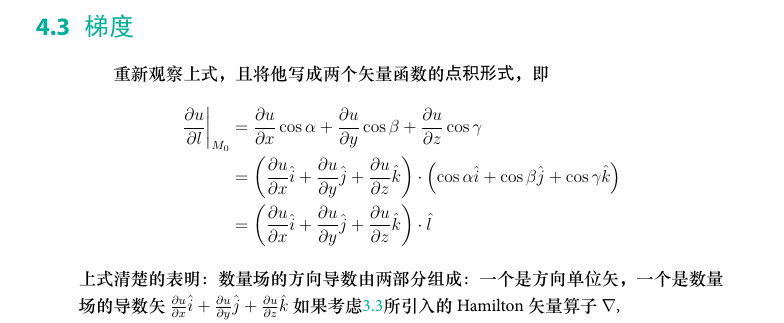 4.3 梯度
重新观察上式，且将他写成两个矢量函数的点积形式，即
$\left.\frac{\partial u}{\partial l}\right|_{M_0} = \frac{\partial u}{\partial x}\cos\alpha + \frac{\partial u}{\partial y}\cos\beta + \frac{\partial u}{\partial z}\cos\gamma$
$= \left(\frac{\partial u}{\partial x}\hat{i} + \frac{\partial u}{\partial y}\hat{j} + \frac{\partial u}{\partial z}\hat{k}\right) \cdot \left(\cos\alpha\hat{i} + \cos\beta\hat{j} + \cos\gamma\hat{k}\right)$
$= \left(\frac{\partial u}{\partial x}\hat{i} + \frac{\partial u}{\partial y}\hat{j} + \frac{\partial u}{\partial z}\hat{k}\right) \cdot \hat{l}$
上式清楚的表明：数量场的方向导数由两部分组成：一个是方向单位矢，一个是数量
场的导数矢 $\frac{\partial u}{\partial x}\hat{i} + \frac{\partial u}{\partial y}\hat{j} + \frac{\partial u}{\partial z}\hat{k}$ 如果考虑3.3所引入的 Hamilton 矢量算子 ∇,